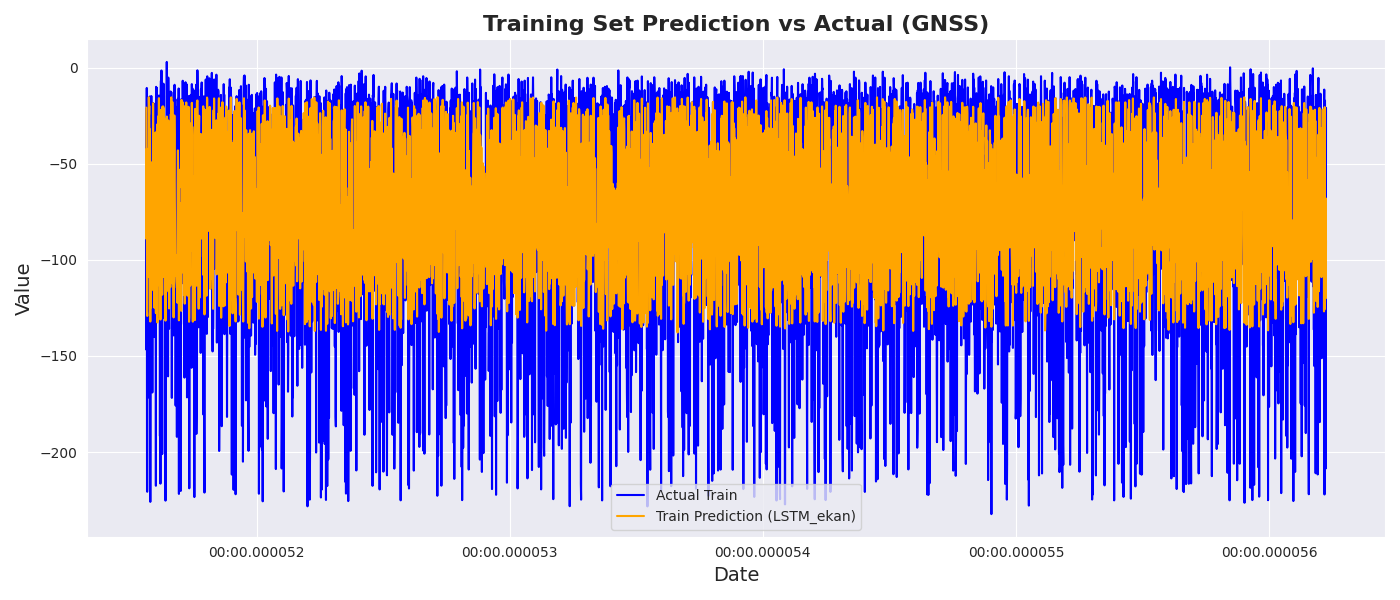 Training Set Prediction vs Actual (GNSS)
Value
0
−50
−100
−150
−200
Actual Train
Train Prediction (LSTM_ekan)
00:00.000052 00:00.000053 00:00.000054 00:00.000055 00:00.000056
Date